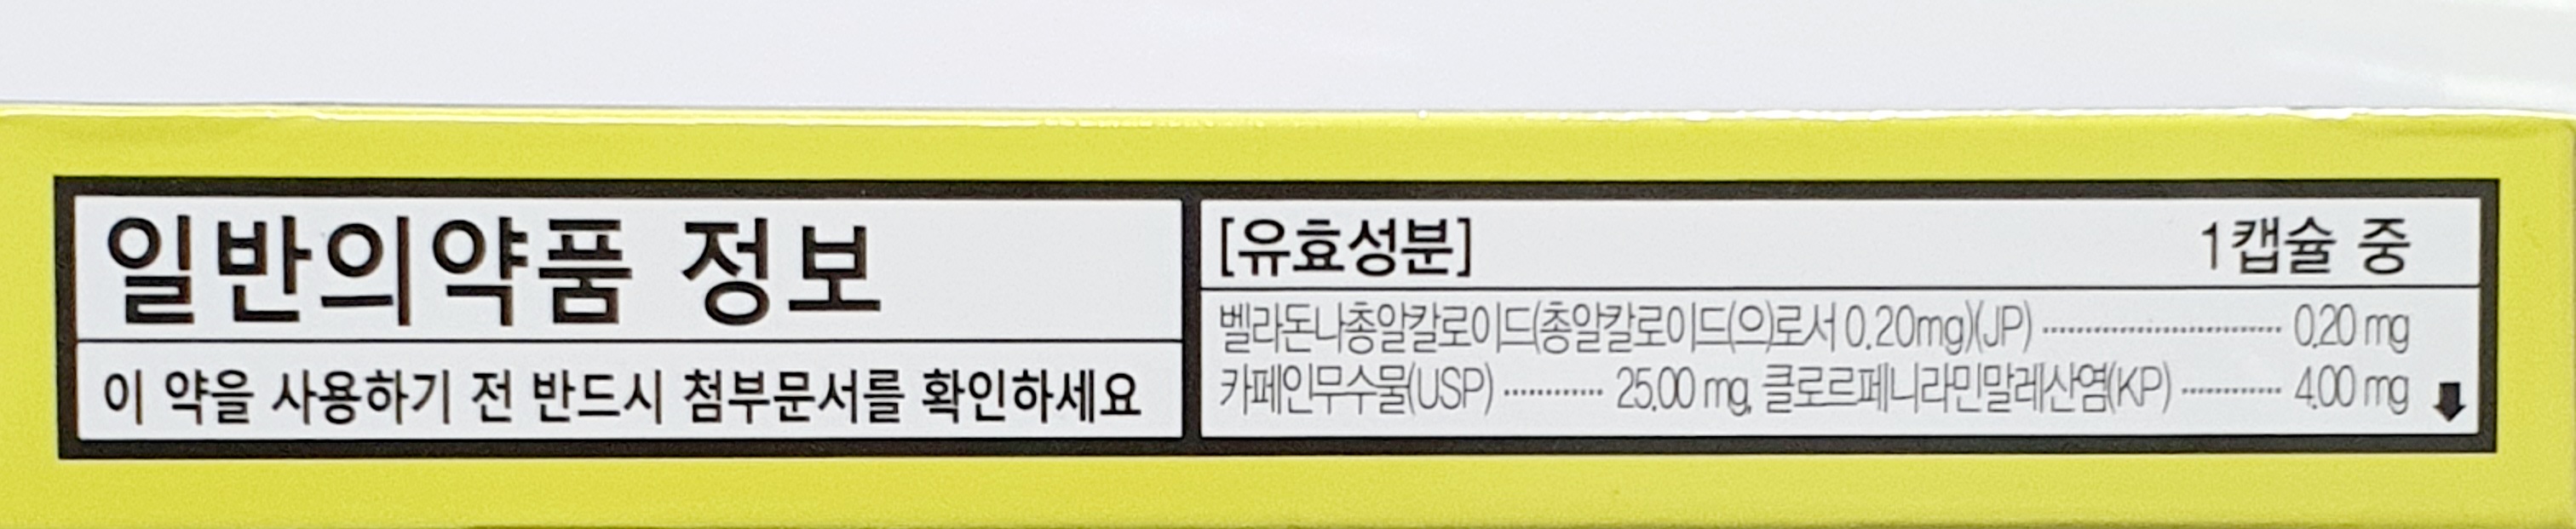 일반의약품 정보
이 약을 사용하기 전 반드시 첨부문서를 확인하세요
[유효성분] 1캡슐 중
벨라돈나총알칼로이드(총알칼로이드(으)로서 0.20mg)(JP) ························ 0.20 mg
카페인무수물(USP) ············ 25.00 mg, 클로르페니라민말레산염(KP) ············ 4.00 mg